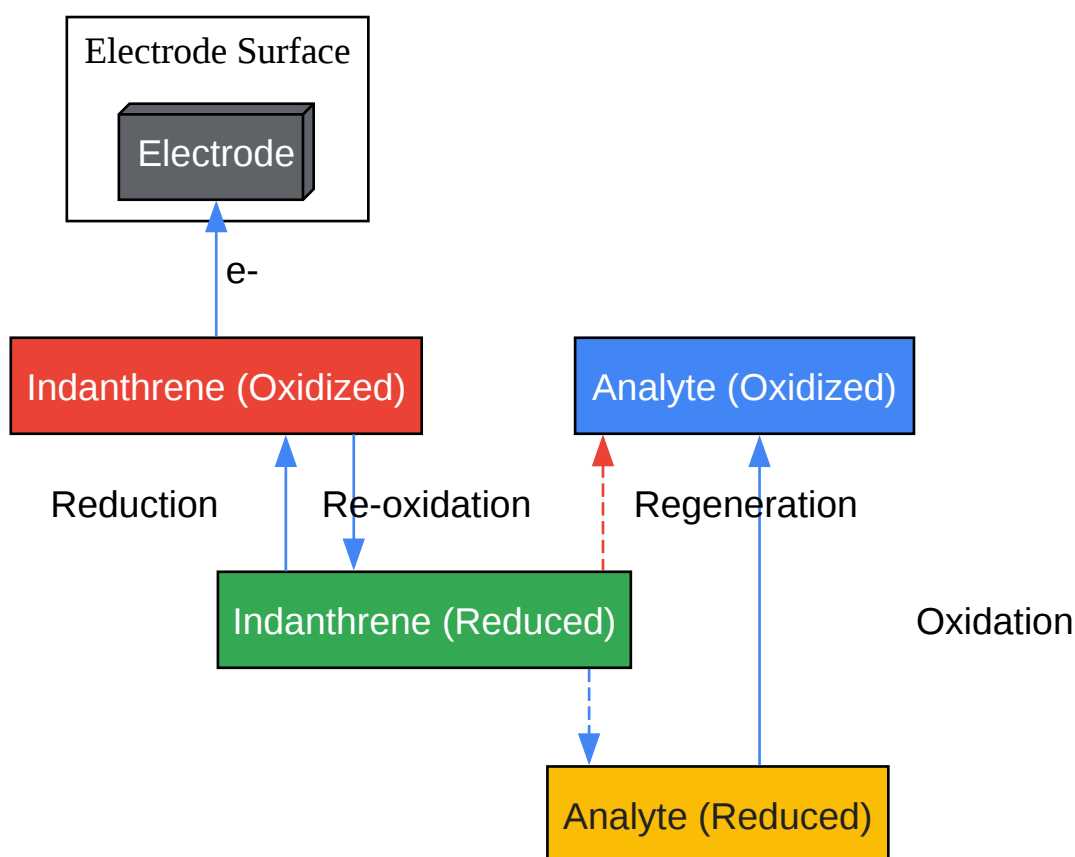 Electrode Surface
Electrode
e-
Indanthrene (Oxidized)
Analyte (Oxidized)
Reduction
Re-oxidation
Regeneration
Indanthrene (Reduced)
Oxidation
Analyte (Reduced)